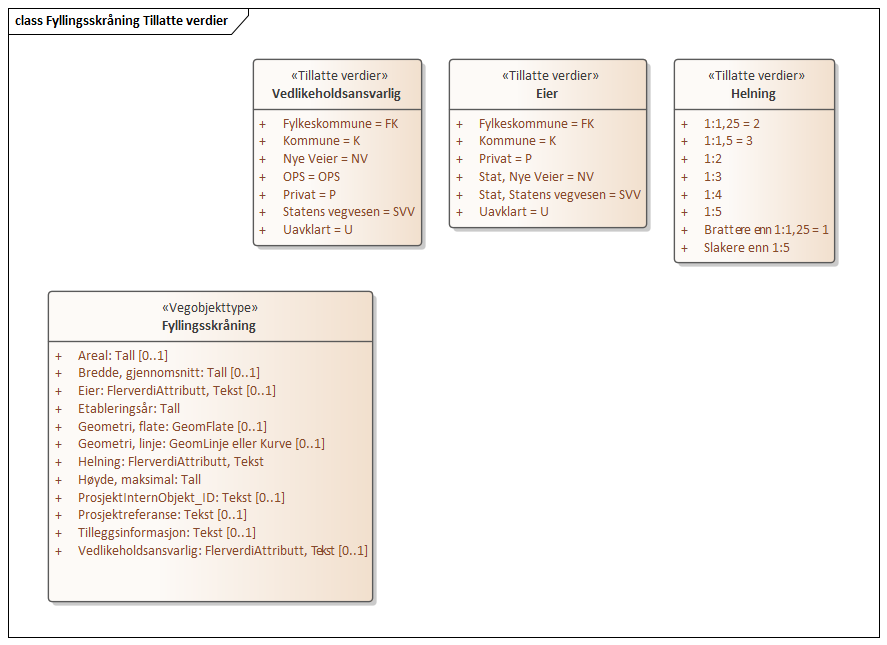 class Fyllingsskråning Tillatte verdier
«Tillatte verdier»
Vedlikeholdsansvarlig
+ Fylkeskommune = FK
+ Kommune = K
+ Nye Veier = NV
+ OPS = OPS
+ Privat = P
+ Statens vegvesen = SVV
+ Uavklart = U
«Tillatte verdier»
Eier
+ Fylkeskommune = FK
+ Kommune = K
+ Privat = P
+ Stat, Nye Veier = NV
+ Stat, Statens vegvesen = SVV
+ Uavklart = U
«Tillatte verdier»
Helning
+ 1:1,25 = 2
+ 1:1,5 = 3
+ 1:2
+ 1:3
+ 1:4
+ 1:5
+ Brattere enn 1:1,25 = 1
+ Slakere enn 1:5
«Vegobjekttype»
Fyllingsskråning
+ Areal: Tall [0..1]
+ Bredde, gjennomsnitt: Tall [0..1]
+ Eier: FlerverdiAttributt, Tekst [0..1]
+ Etableringsår: Tall
+ Geometri, flate: GeomFlate [0..1]
+ Geometri, linje: GeomLinje eller Kurve [0..1]
+ Helning: FlerverdiAttributt, Tekst
+ Høyde, maksimal: Tall
+ ProsjektInternObjekt_ID: Tekst [0..1]
+ Prosjektreferanse: Tekst [0..1]
+ Tilleggsinformasjon: Tekst [0..1]
+ Vedlikeholdsansvarlig: FlerverdiAttributt, Tekst [0..1]